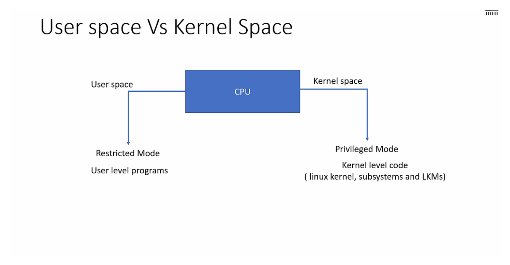 User space Vs Kernel Space
User space
CPU
Kernel space
Restricted Mode
User level programs
Privileged Mode
Kernel level code
( linux kernel, subsystems and LKMs)